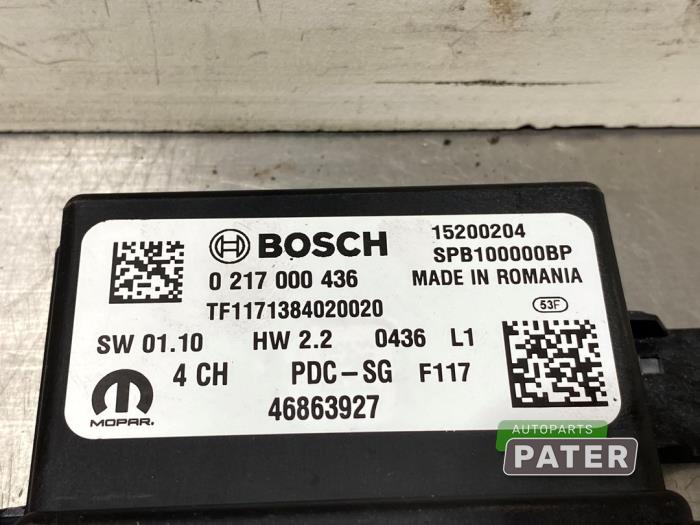 BOSCH
15200204
SPB100000BP
0 217 000 436
MADE IN ROMANIA
TF1171384020020
53F
SW 01.10 HW 2.2 0436 L1
4 CH PDC-SG F117
MOPAR.
46863927
AUTOPARTS
PATER